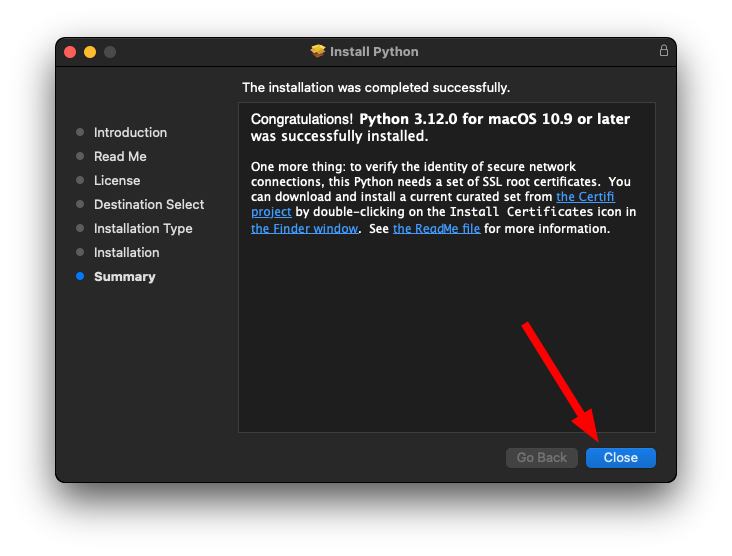 Install Python
The installation was completed successfully.
Introduction
Read Me
License
Destination Select
Installation Type
Installation
Summary
Congratulations! Python 3.12.0 for macOS 10.9 or later
was successfully installed.
One more thing: to verify the identity of secure network
connections, this Python needs a set of SSL root certificates.  You
can download and install a current curated set from the Certifi
project by double-clicking on the Install Certificates icon in
the Finder window.  See the ReadMe file for more information.
Go Back
Close